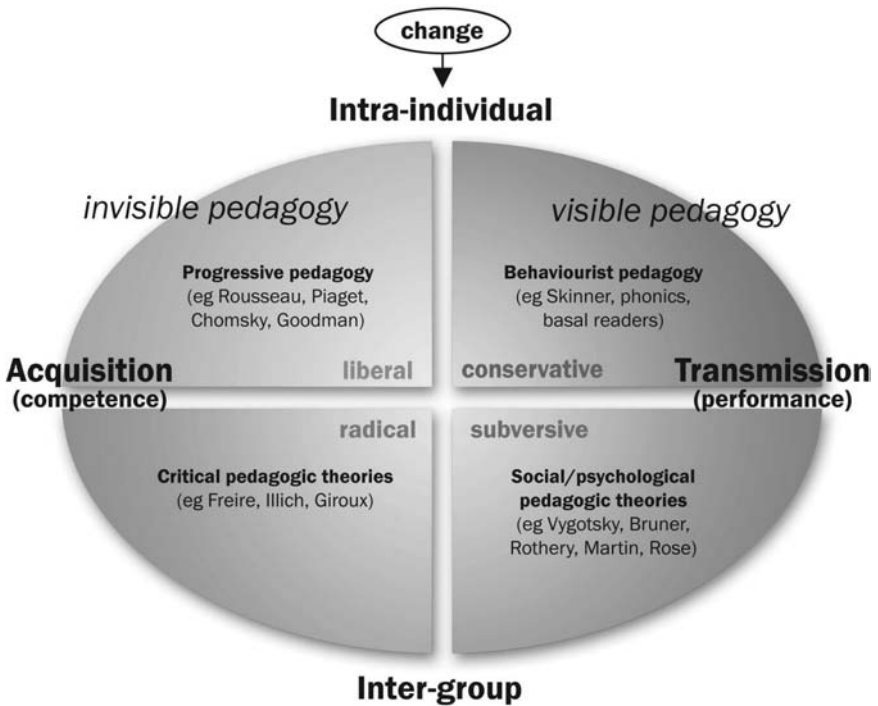 change
Intra-individual
invisible pedagogy
visible pedagogy
Progressive pedagogy
(eg Rousseau, Piaget,
Chomsky, Goodman)
Behaviourist pedagogy
(eg Skinner, phonics,
basal readers)
Acquisition
(competence)
liberal
conservative
Transmission
(performance)
radical
subversive
Critical pedagogic theories
(eg Freire, Illich, Giroux)
Social/psychological
pedagogic theories
(eg Vygotsky, Bruner,
Rothery, Martin, Rose)
Inter-group